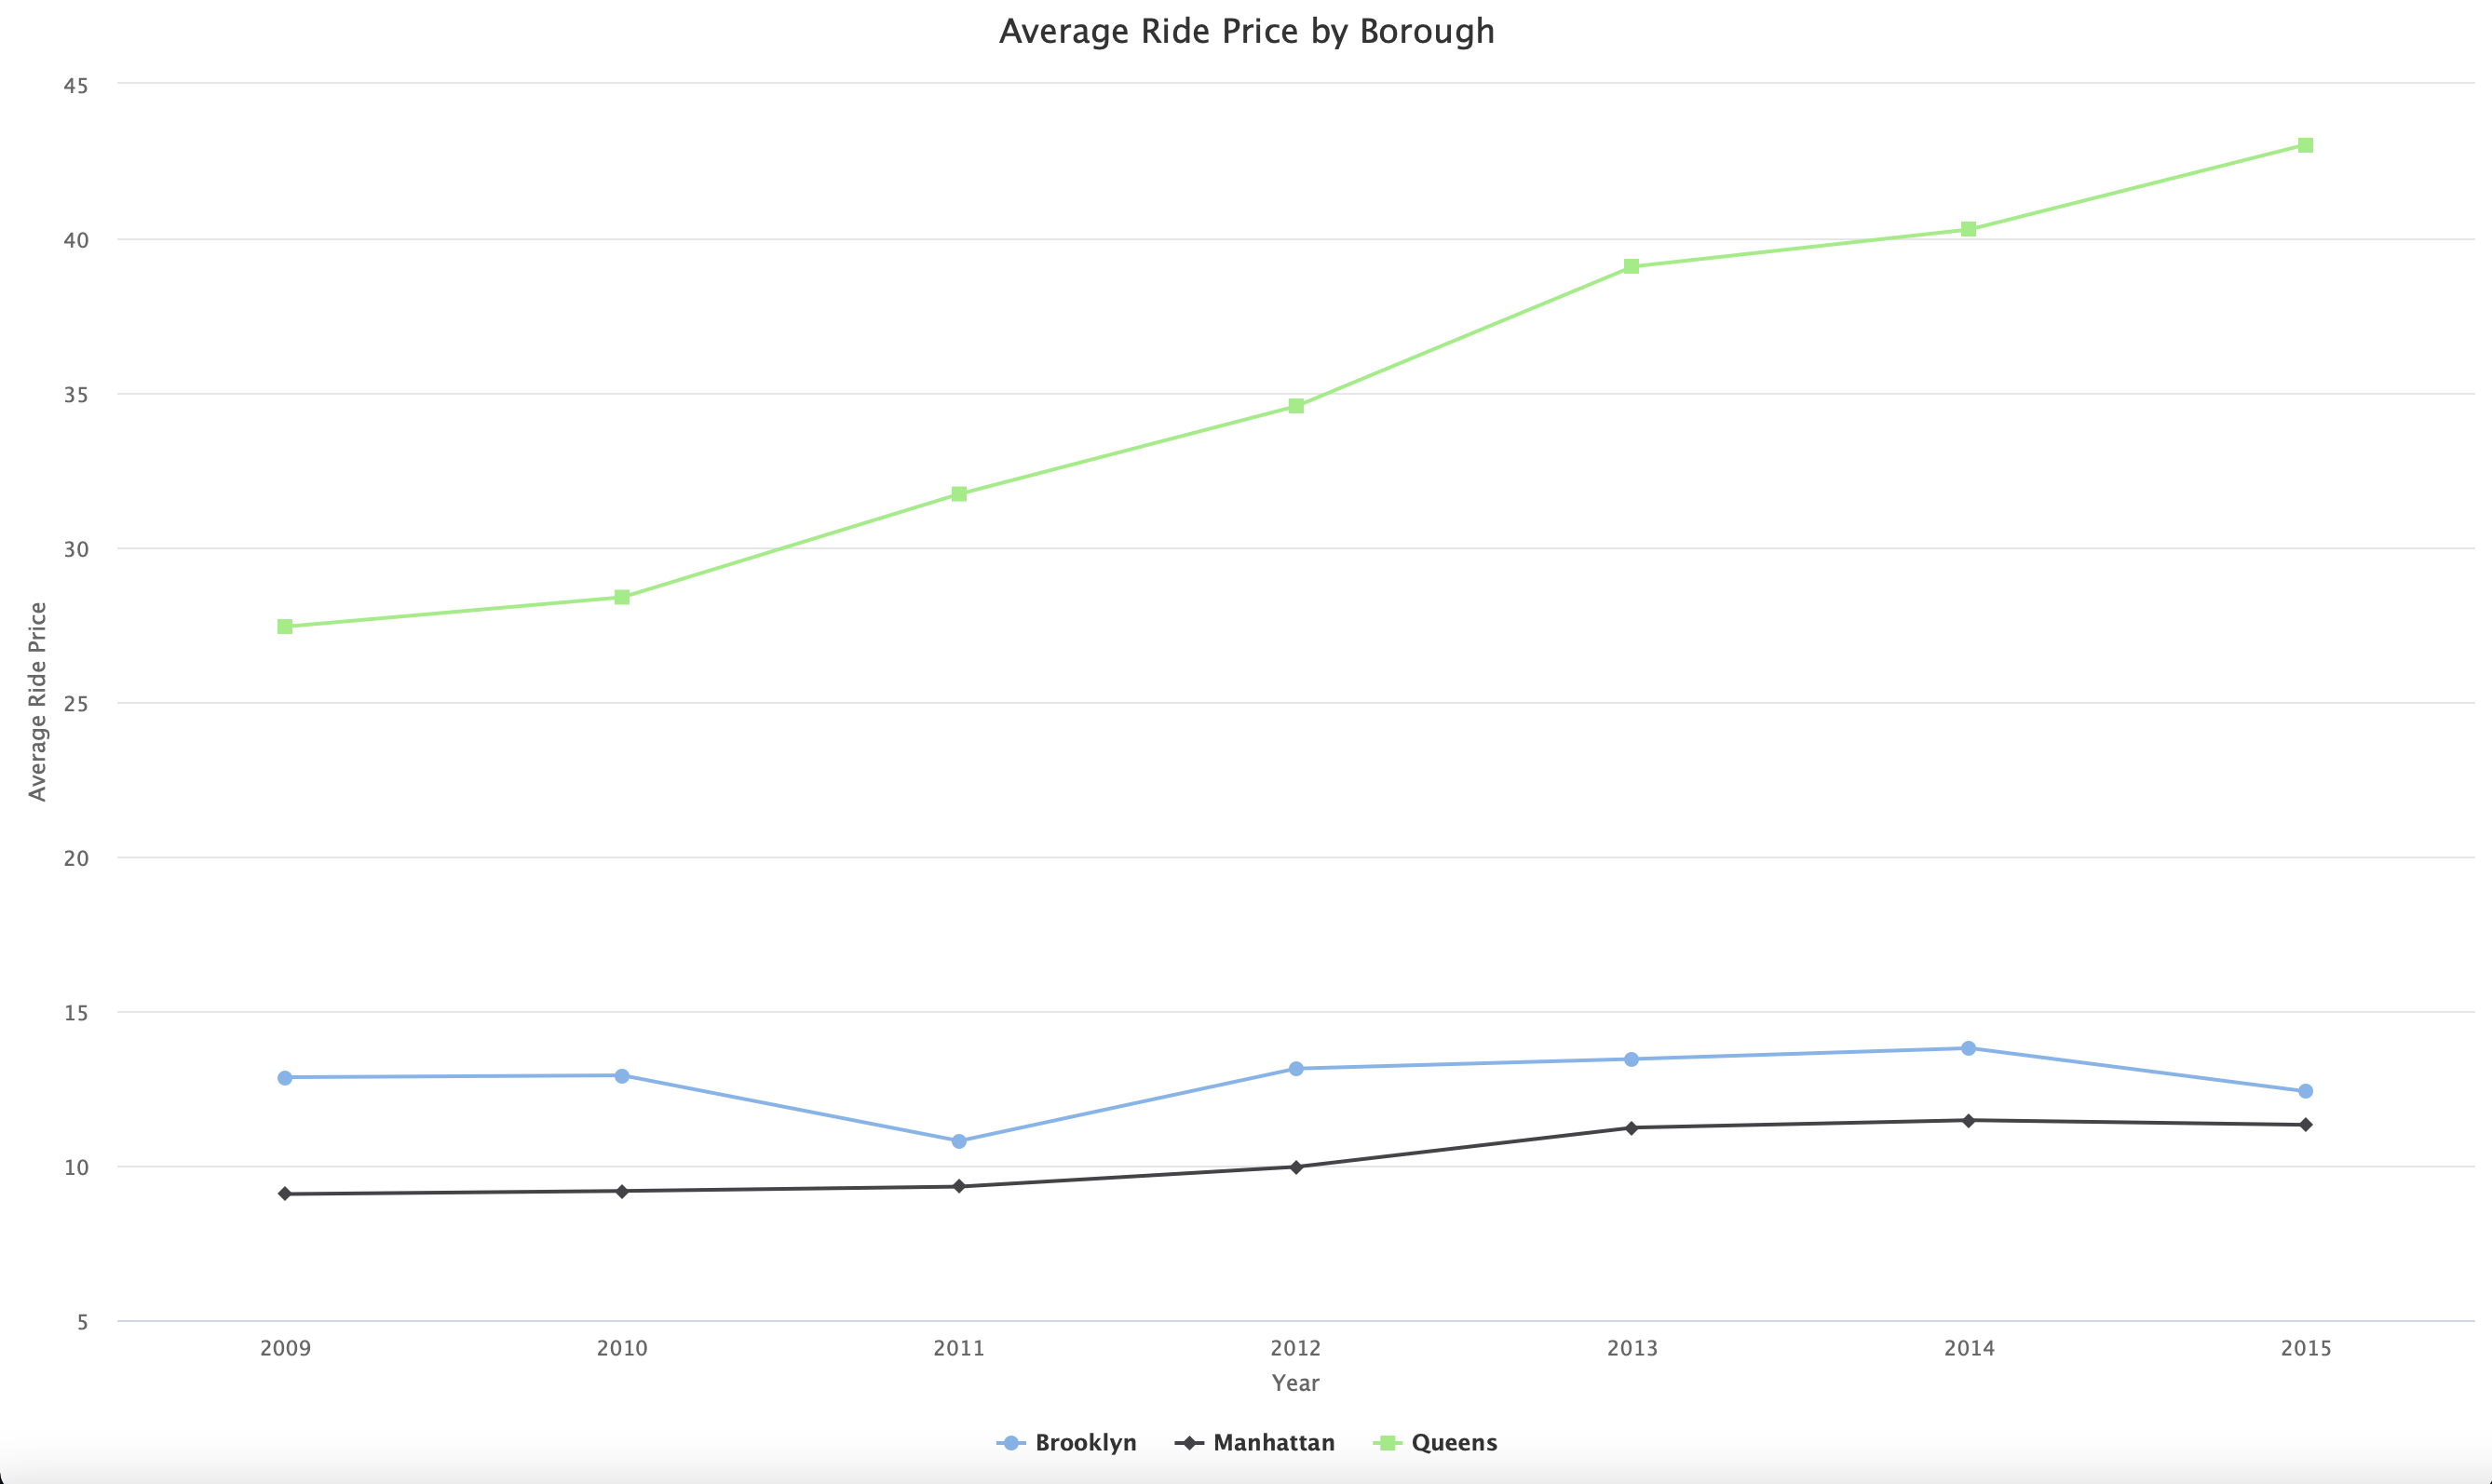 Average Ride Price by Borough
45
40
35
30
25
20
15
10
5
Average Ride Price
2009 2010 2011 2012 2013 2014 2015
Year
Brooklyn Manhattan Queens